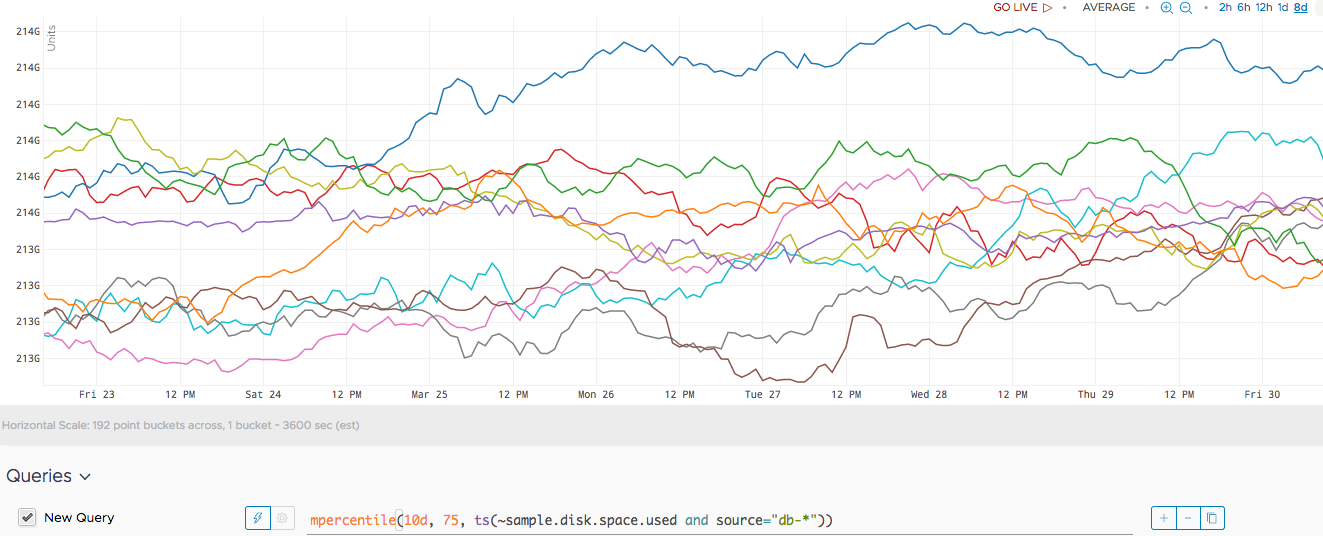 GO LIVE ▷ • AVERAGE • • 2h 6h 12h 1d 8d
Units
214G
214G
214G
214G
214G
214G
213G
213G
213G
213G
Fri 23 12 PM Sat 24 12 PM Mar 25 12 PM Mon 26 12 PM Tue 27 12 PM Wed 28 12 PM Thu 29 12 PM Fri 30
Horizontal Scale: 192 point buckets across, 1 bucket ~ 3600 sec (est)
Queries
New Query
mpercentile(10d, 75, ts(~sample.disk.space.used and source="db-*"))